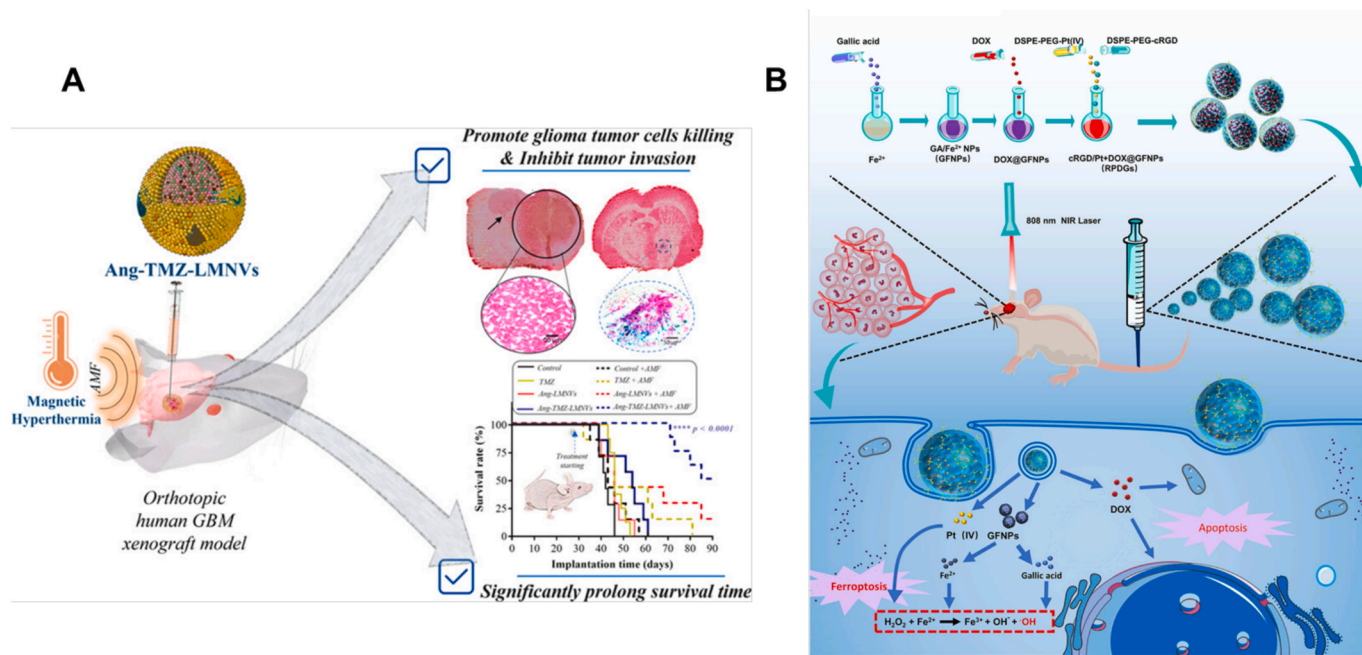 A
Promote glioma tumor cells killing
& Inhibit tumor invasion
Ang-TMZ-LMNVs
AMF
Magnetic
Hyperthermia
Orthotopic
human GBM
xenograft model
Control
TMZ
Ang-LMNVs
Ang-TMZ-LMNVs
Control +AMF
TMZ + AMF
Ang-LMNVs + AMF
Ang-TMZ-LMNVs + AMF
Survival rate (%)
100
75
50
25
0 10 20 30 40 50 60 70 80 90
Treatment
starting
**** p < 0.0001
Implantation time (days)
Significantly prolong survival time
B
Gallic acid
DOX
DSPE-PEG-Pt(IV)
DSPE-PEG-cRGD
Fe²⁺
GA/Fe²⁺ NPs
(GFNPs)
DOX@GFNPs
cRGD/Pt+DOX@GFNPs
(RPDGs)
808 nm NIR Laser
Pt (IV)
GFNPs
DOX
Apoptosis
Fe²⁺
Gallic acid
Ferroptosis
H₂O₂ + Fe²⁺ → Fe³⁺ + OH⁻ + ·OH